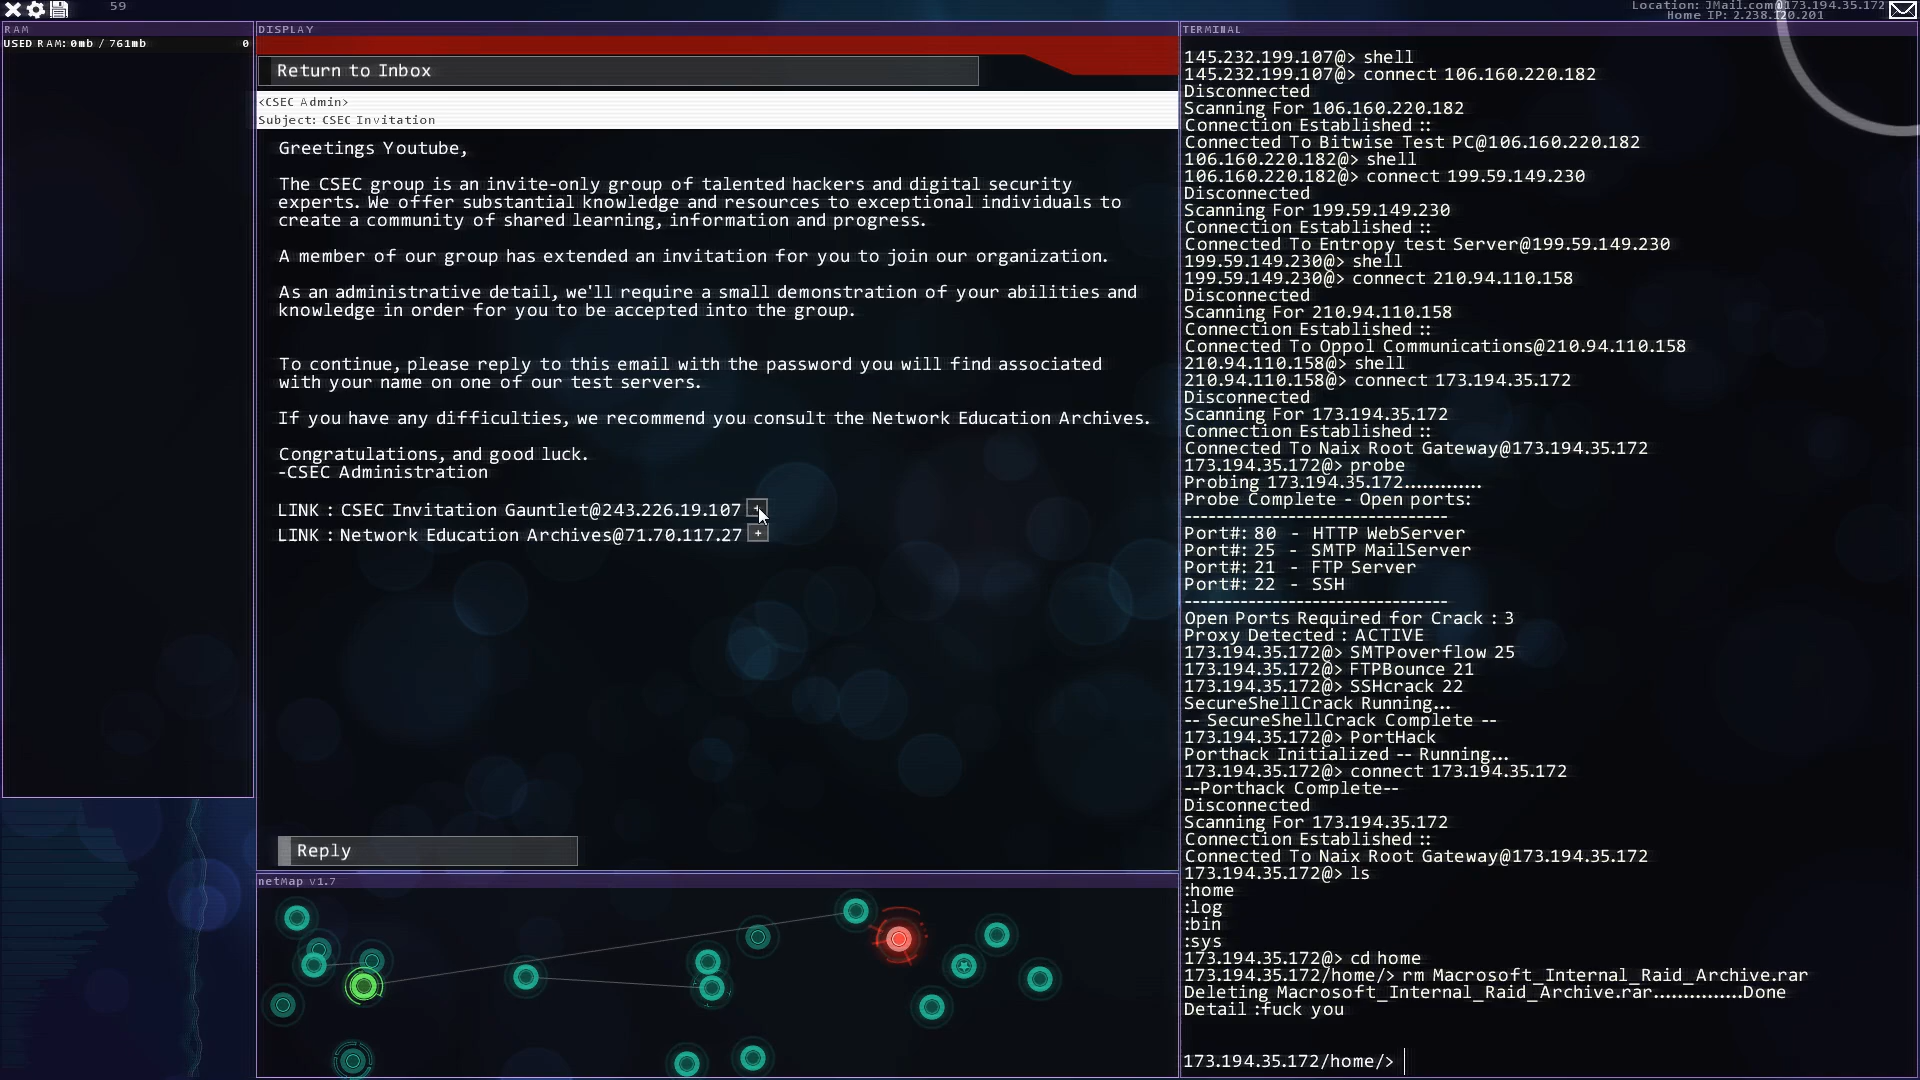 59
Location: JMail.com@173.194.35.172
Home IP: 2.238.120.201
RAM
USED RAM: 0mb / 761mb 0
DISPLAY
Return to Inbox
<CSEC Admin>
Subject: CSEC Invitation
Greetings Youtube,
The CSEC group is an invite-only group of talented hackers and digital security
experts. We offer substantial knowledge and resources to exceptional individuals to
create a community of shared learning, information and progress.
A member of our group has extended an invitation for you to join our organization.
As an administrative detail, we'll require a small demonstration of your abilities and
knowledge in order for you to be accepted into the group.
To continue, please reply to this email with the password you will find associated
with your name on one of our test servers.
If you have any difficulties, we recommend you consult the Network Education Archives.
Congratulations, and good luck.
-CSEC Administration
LINK : CSEC Invitation Gauntlet@243.226.19.107 +
LINK : Network Education Archives@71.70.117.27 +
Reply
netMap v1.7
TERMINAL
145.232.199.107@> shell
145.232.199.107@> connect 106.160.220.182
Disconnected
Scanning For 106.160.220.182
Connection Established ::
Connected To Bitwise Test PC@106.160.220.182
106.160.220.182@> shell
106.160.220.182@> connect 199.59.149.230
Disconnected
Scanning For 199.59.149.230
Connection Established ::
Connected To Entropy test Server@199.59.149.230
199.59.149.230@> shell
199.59.149.230@> connect 210.94.110.158
Disconnected
Scanning For 210.94.110.158
Connection Established ::
Connected To Oppol Communications@210.94.110.158
210.94.110.158@> shell
210.94.110.158@> connect 173.194.35.172
Disconnected
Scanning For 173.194.35.172
Connection Established ::
Connected To Naix Root Gateway@173.194.35.172
173.194.35.172@> probe
Probing 173.194.35.172.............
Probe Complete - Open ports:
---------------------------------
Port#: 80 - HTTP WebServer
Port#: 25 - SMTP MailServer
Port#: 21 - FTP Server
Port#: 22 - SSH
---------------------------------
Open Ports Required for Crack : 3
Proxy Detected : ACTIVE
173.194.35.172@> SMTPoverflow 25
173.194.35.172@> FTPBounce 21
173.194.35.172@> SSHcrack 22
SecureShellCrack Running...
-- SecureShellCrack Complete --
173.194.35.172@> PortHack
Porthack Initialized -- Running...
173.194.35.172@> connect 173.194.35.172
--Porthack Complete--
Disconnected
Scanning For 173.194.35.172
Connection Established ::
Connected To Naix Root Gateway@173.194.35.172
173.194.35.172@> ls
:home
:log
:bin
:sys
173.194.35.172@> cd home
173.194.35.172/home/> rm Macrosoft_Internal_Raid_Archive.rar
Deleting Macrosoft_Internal_Raid_Archive.rar...............Done
Detail :fuck you
173.194.35.172/home/>